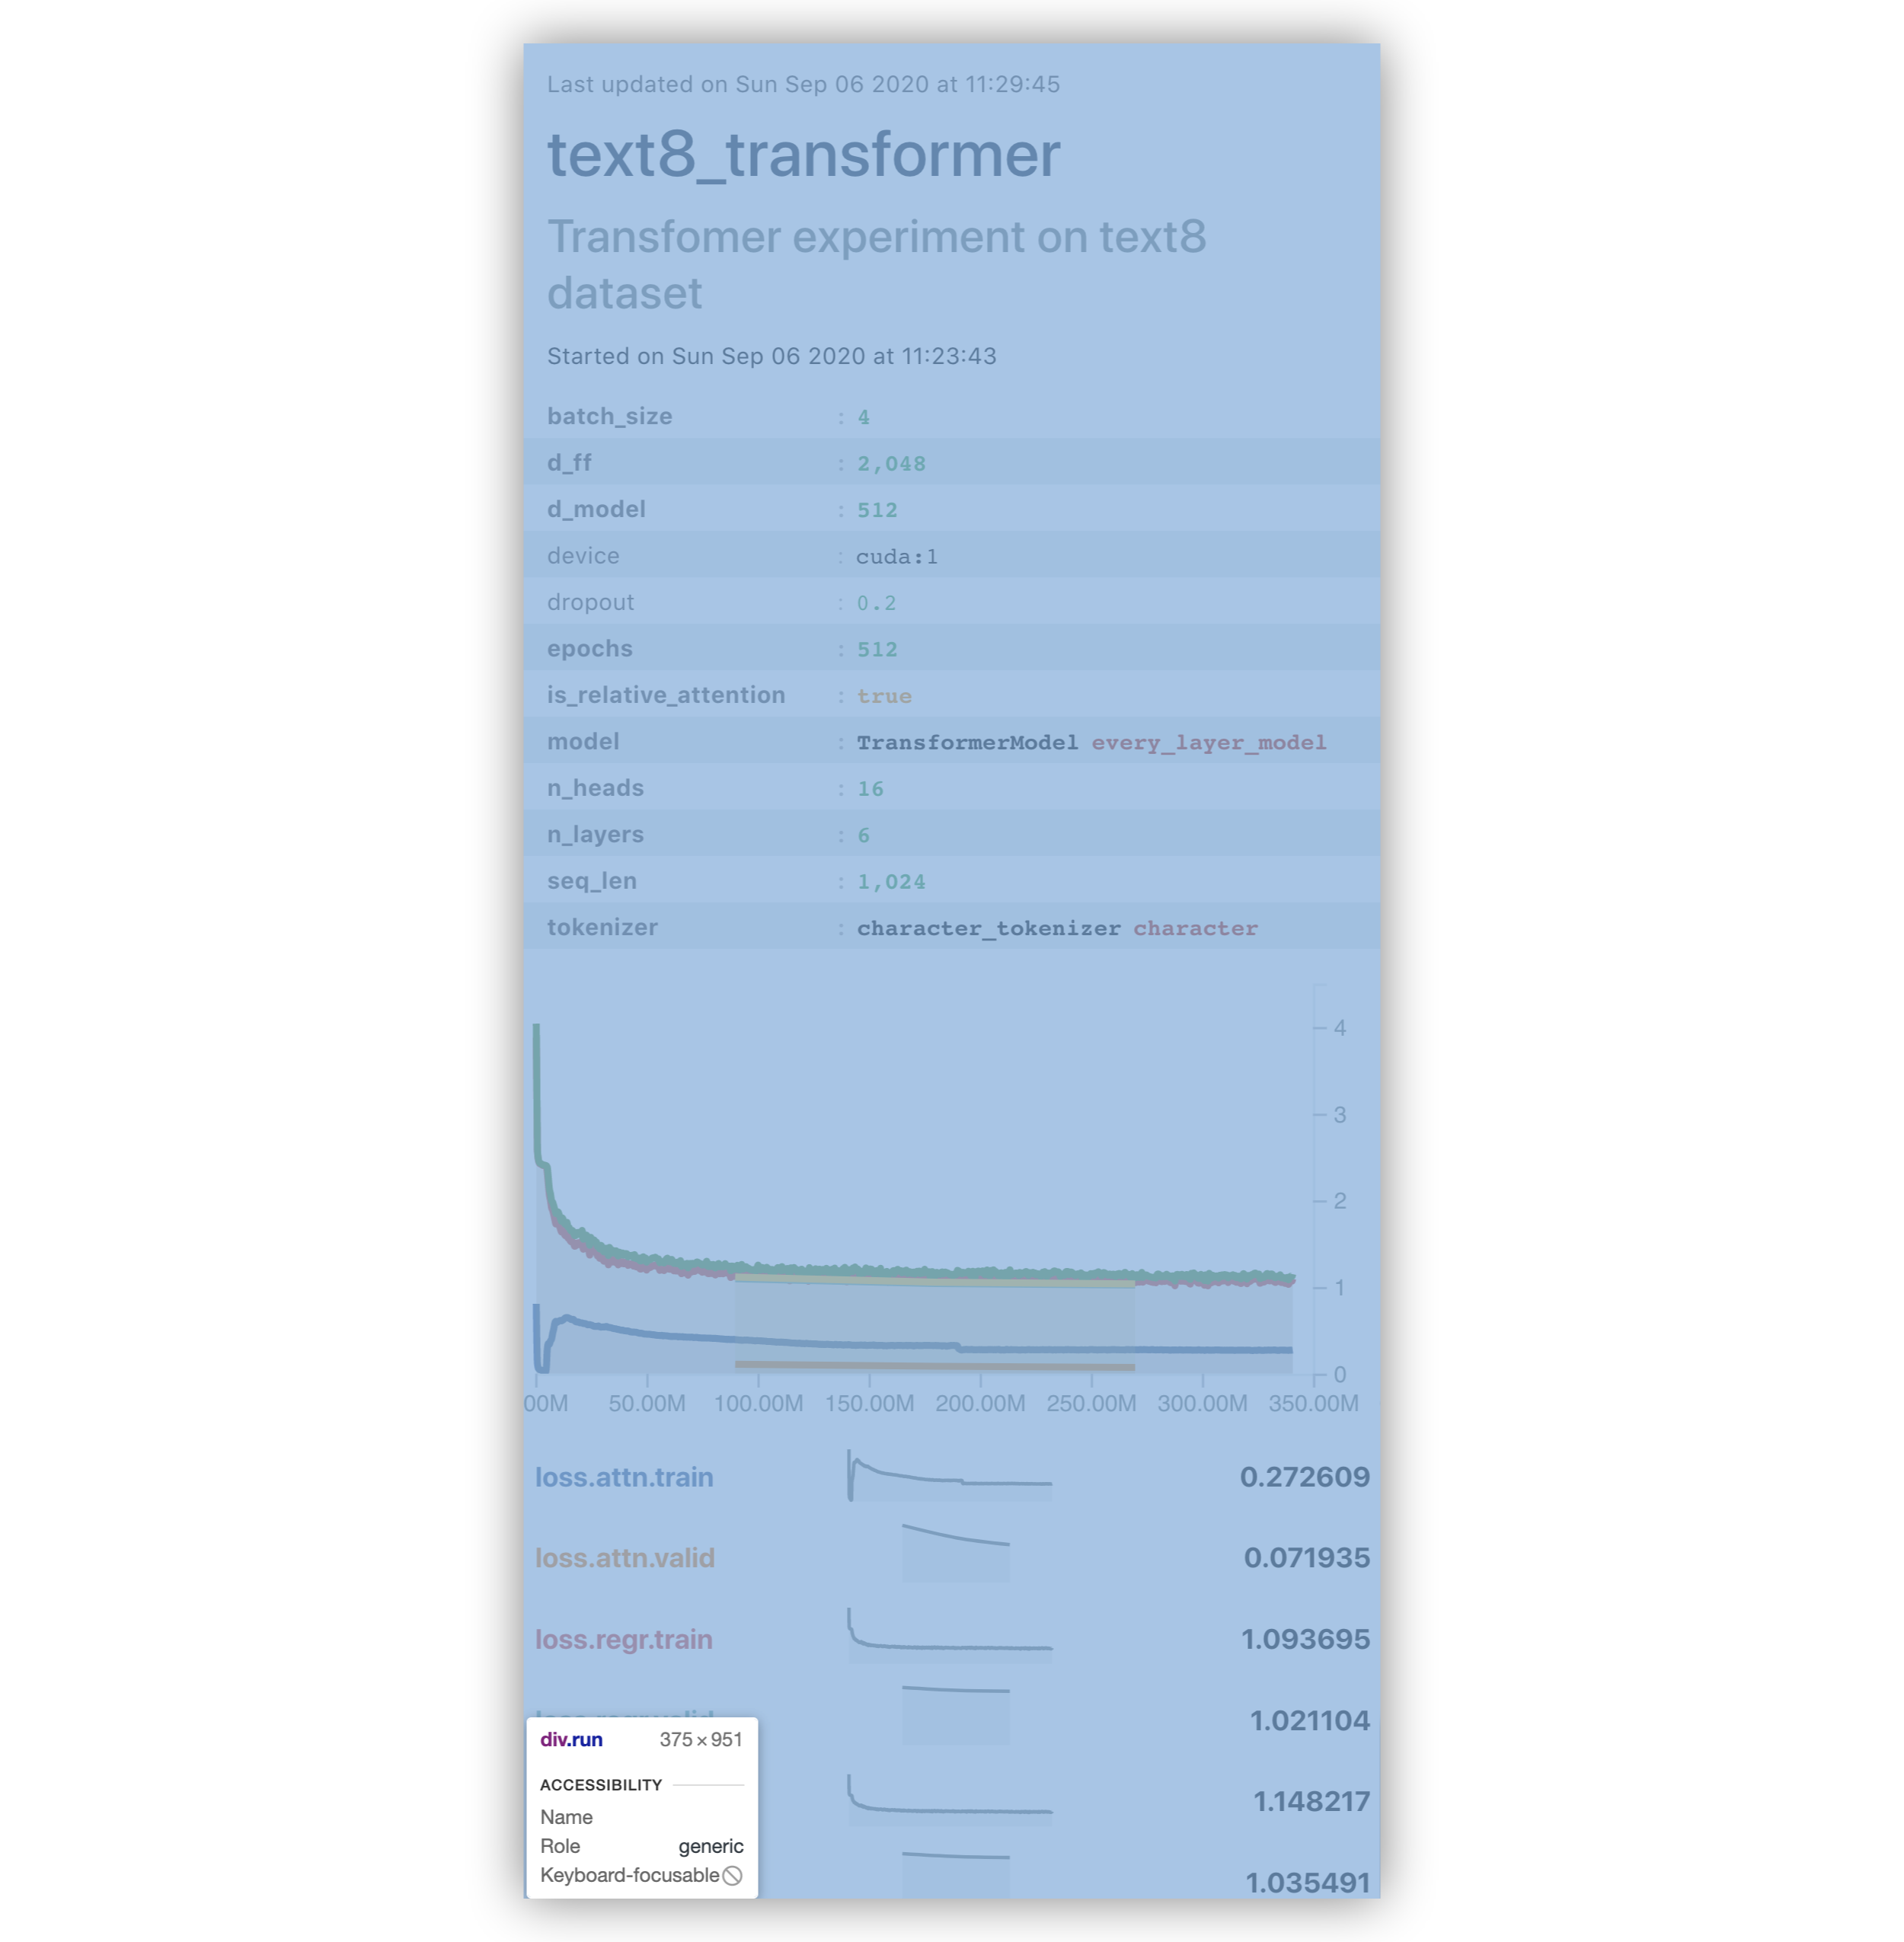 Last updated on Sun Sep 06 2020 at 11:29:45
text8_transformer
Transfomer experiment on text8
dataset
Started on Sun Sep 06 2020 at 11:23:43
batch_size : 4
d_ff : 2,048
d_model : 512
device : cuda:1
dropout : 0.2
epochs : 512
is_relative_attention : true
model : TransformerModel every_layer_model
n_heads : 16
n_layers : 6
seq_len : 1,024
tokenizer : character_tokenizer character
4
3
2
1
0
00M 50.00M 100.00M 150.00M 200.00M 250.00M 300.00M 350.00M
loss.attn.train 0.272609
loss.attn.valid 0.071935
loss.regr.train 1.093695
1.021104
div.run 375 × 951
ACCESSIBILITY
1.148217
Name
Role generic
Keyboard-focusable
1.035491